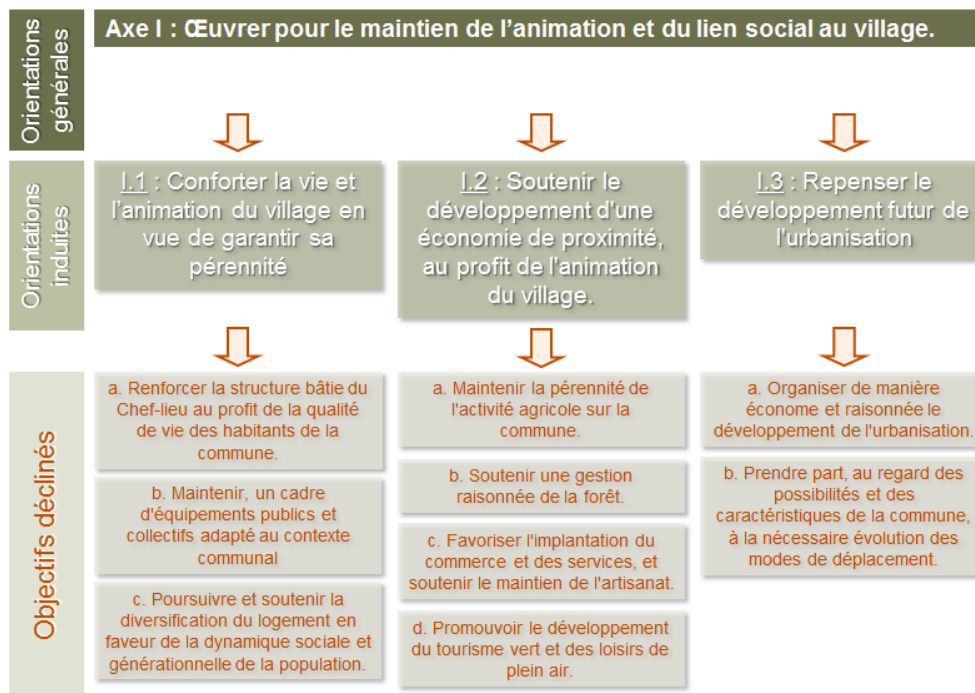 Orientations
générales
Axe I : Œuvrer pour le maintien de l'animation et du lien social au village.
Orientations
induites
I.1 : Conforter la vie et
l'animation du village en
vue de garantir sa
pérennité
I.2 : Soutenir le
développement d'une
économie de proximité,
au profit de l'animation
du village.
I.3 : Repenser le
développement futur de
l'urbanisation
Objectifs déclinés
a. Renforcer la structure bâtie du
Chef-lieu au profit de la qualité
de vie des habitants de la
commune.
b. Maintenir, un cadre
d'équipements publics et
collectifs adapté au contexte
communal
c. Poursuivre et soutenir la
diversification du logement en
faveur de la dynamique sociale et
générationnelle de la population.
a. Maintenir la pérennité de
l'activité agricole sur la
commune.
b. Soutenir une gestion
raisonnée de la forêt.
c. Favoriser l'implantation du
commerce et des services, et
soutenir le maintien de l'artisanat.
d. Promouvoir le développement
du tourisme vert et des loisirs de
plein air.
a. Organiser de manière
économe et raisonnée le
développement de l'urbanisation.
b. Prendre part, au regard des
possibilités et des
caractéristiques de la commune,
à la nécessaire évolution des
modes de déplacement.